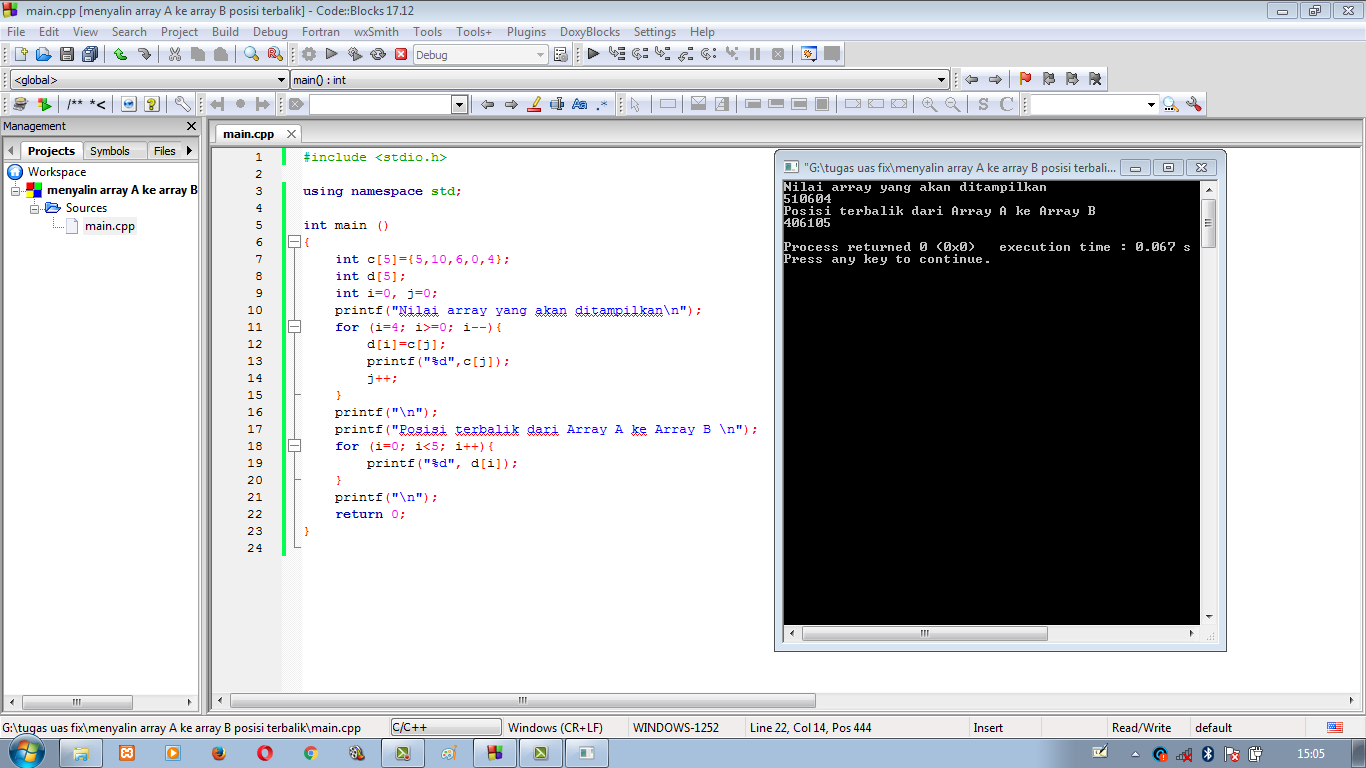 main.cpp [menyalin array A ke array B posisi terbalik] - Code::Blocks 17.12
File Edit View Search Project Build Debug Fortran wxSmith Tools Tools+ Plugins DoxyBlocks Settings Help
Debug
<global> main() : int
/** *<
Aa .*
S C
Management
Projects Symbols Files
Workspace
menyalin array A ke array B
Sources
main.cpp
main.cpp
1 #include <stdio.h>
2
3 using namespace std;
4
5 int main ()
6 {
7 int c[5]={5,10,6,0,4};
8 int d[5];
9 int i=0, j=0;
10 printf("Nilai array yang akan ditampilkan\n");
11 for (i=4; i>=0; i--){
12 d[i]=c[j];
13 printf("%d",c[j]);
14 j++;
15 }
16 printf("\n");
17 printf("Posisi terbalik dari Array A ke Array B \n");
18 for (i=0; i<5; i++){
19 printf("%d", d[i]);
20 }
21 printf("\n");
22 return 0;
23 }
24
"G:\tugas uas fix\menyalin array A ke array B posisi terbali...
Nilai array yang akan ditampilkan
510604
Posisi terbalik dari Array A ke Array B
406105
Process returned 0 (0x0) execution time : 0.067 s
Press any key to continue.
G:\tugas uas fix\menyalin array A ke array B posisi terbalik\main.cpp C/C++ Windows (CR+LF) WINDOWS-1252 Line 22, Col 14, Pos 444 Insert Read/Write default
15:05